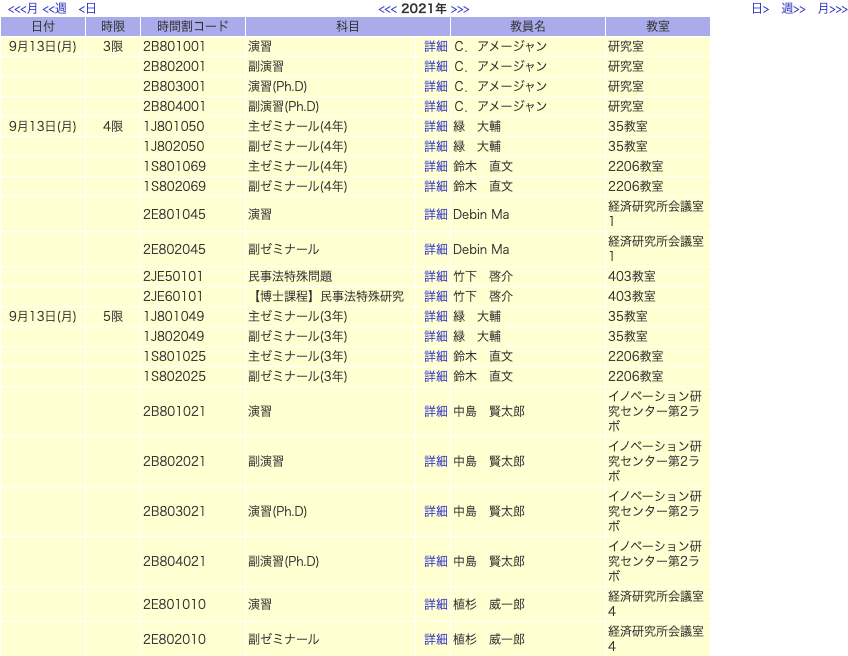 <<<月 <<週 <日 <<< 2021年 >>> 日> 週>> 月>>>
日付 時限 時間割コード 科目 教員名 教室
9月13日(月) 3限 2B801001 演習 詳細 C．アメージャン 研究室
2B802001 副演習 詳細 C．アメージャン 研究室
2B803001 演習(Ph.D) 詳細 C．アメージャン 研究室
2B804001 副演習(Ph.D) 詳細 C．アメージャン 研究室
9月13日(月) 4限 1J801050 主ゼミナール(4年) 詳細 緑　大輔 35教室
1J802050 副ゼミナール(4年) 詳細 緑　大輔 35教室
1S801069 主ゼミナール(4年) 詳細 鈴木　直文 2206教室
1S802069 副ゼミナール(4年) 詳細 鈴木　直文 2206教室
2E801045 演習 詳細 Debin Ma 経済研究所会議室
1
2E802045 副ゼミナール 詳細 Debin Ma 経済研究所会議室
1
2JE50101 民事法特殊問題 詳細 竹下　啓介 403教室
2JE60101 【博士課程】民事法特殊研究 詳細 竹下　啓介 403教室
9月13日(月) 5限 1J801049 主ゼミナール(3年) 詳細 緑　大輔 35教室
1J802049 副ゼミナール(3年) 詳細 緑　大輔 35教室
1S801025 主ゼミナール(3年) 詳細 鈴木　直文 2206教室
1S802025 副ゼミナール(3年) 詳細 鈴木　直文 2206教室
2B801021 演習 詳細 中島　賢太郎 イノベーション研
究センター第2ラ
ボ
2B802021 副演習 詳細 中島　賢太郎 イノベーション研
究センター第2ラ
ボ
2B803021 演習(Ph.D) 詳細 中島　賢太郎 イノベーション研
究センター第2ラ
ボ
2B804021 副演習(Ph.D) 詳細 中島　賢太郎 イノベーション研
究センター第2ラ
ボ
2E801010 演習 詳細 植杉　威一郎 経済研究所会議室
4
2E802010 副ゼミナール 詳細 植杉　威一郎 経済研究所会議室
4